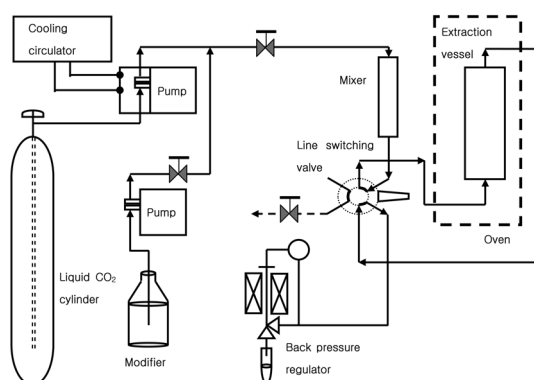 Cooling
circulator
Pump
Mixer
Extraction
vessel
Line switching
valve
Pump
Oven
Liquid CO₂
cylinder
Modifier
Back pressure
regulator